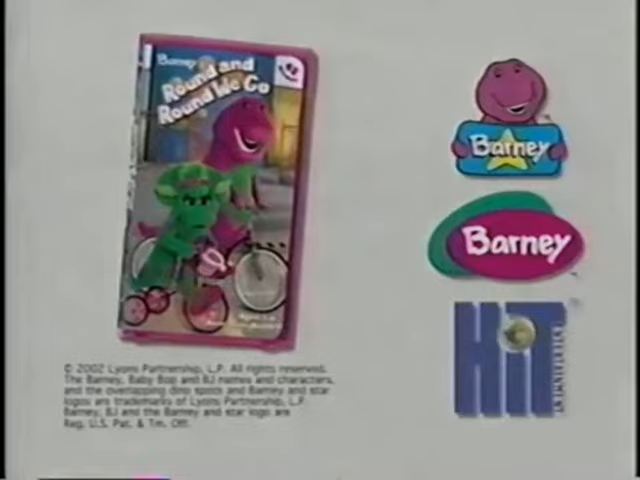 Barney
Round and
Round We Go
Barney
Barney
HiT
ENTERTAINMENT
© 2002 Lyons Partnership, L.P. All rights reserved.
The Barney, Baby Bop and BJ names and characters,
and the overlapping dino spots and Barney and star
logos are trademarks of Lyons Partnership, L.P.
Barney, BJ and the Barney and star logo are
Reg. U.S. Pat. & Tm. Off.